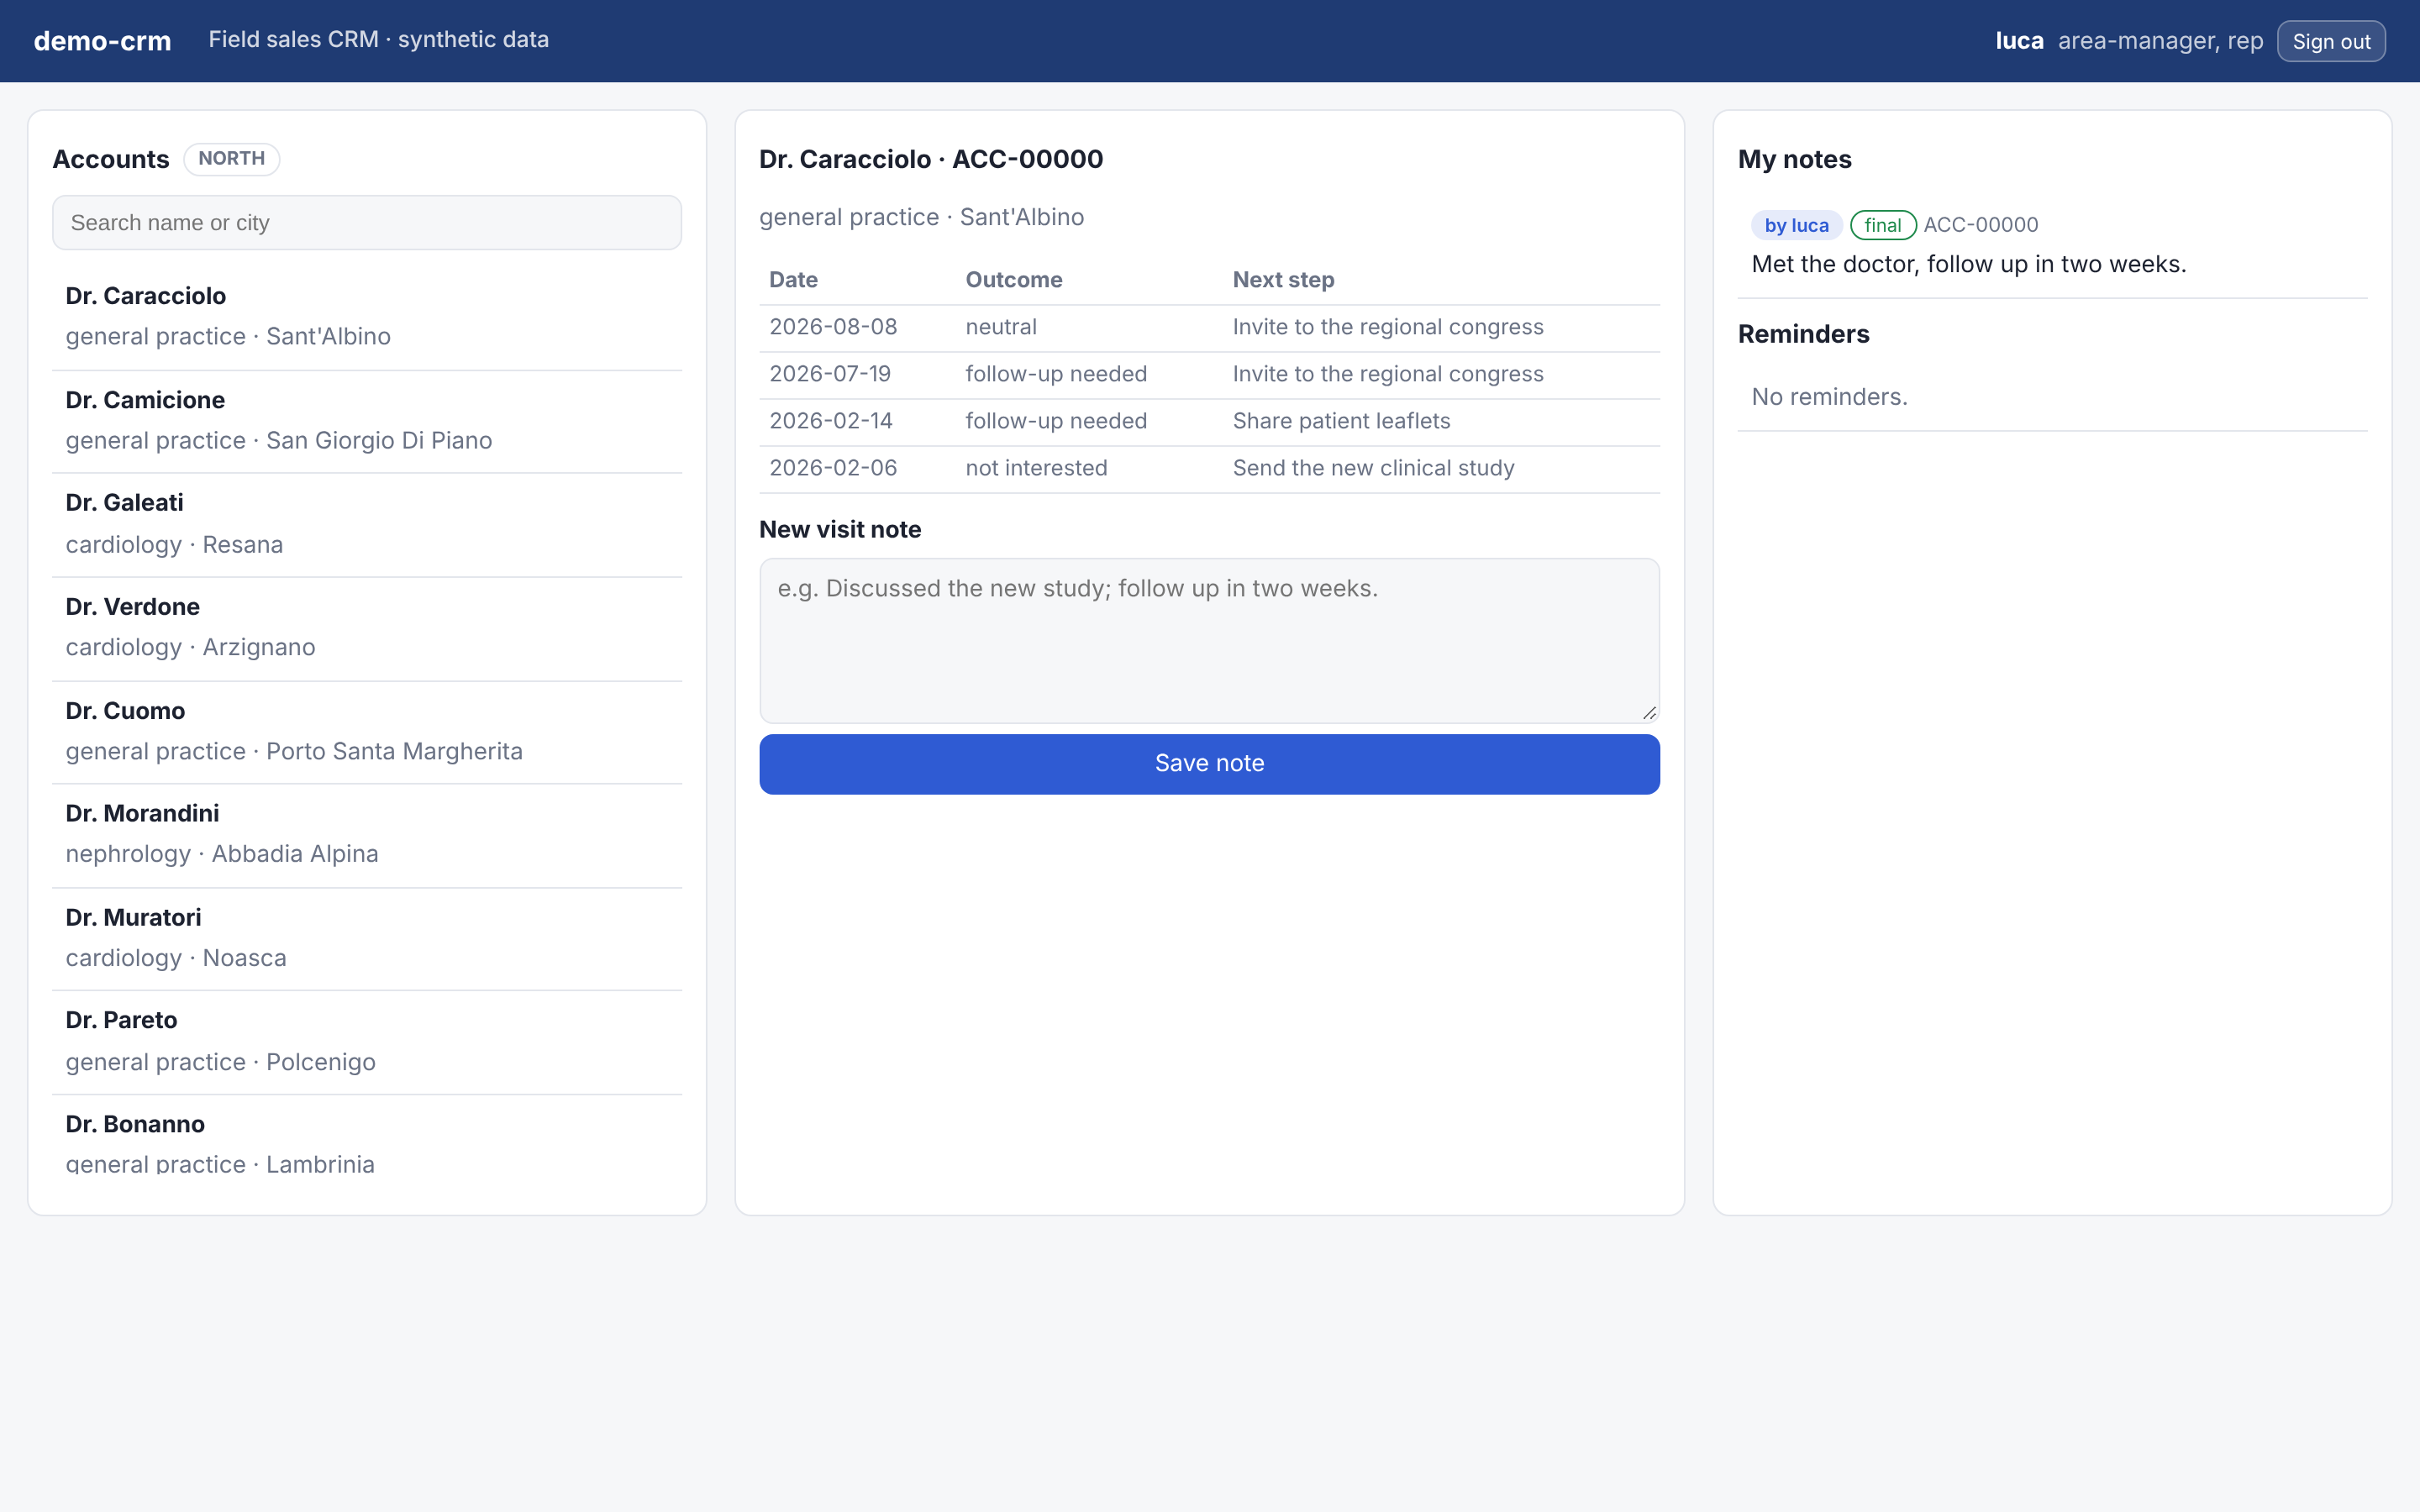 demo-crm Field sales CRM · synthetic data luca area-manager, rep Sign out
Accounts NORTH
Search name or city
Dr. Caracciolo
general practice · Sant'Albino
Dr. Camicione
general practice · San Giorgio Di Piano
Dr. Galeati
cardiology · Resana
Dr. Verdone
cardiology · Arzignano
Dr. Cuomo
general practice · Porto Santa Margherita
Dr. Morandini
nephrology · Abbadia Alpina
Dr. Muratori
cardiology · Noasca
Dr. Pareto
general practice · Polcenigo
Dr. Bonanno
general practice · Lambrinia
Dr. Caracciolo · ACC-00000
general practice · Sant'Albino
Date Outcome Next step
2026-08-08 neutral Invite to the regional congress
2026-07-19 follow-up needed Invite to the regional congress
2026-02-14 follow-up needed Share patient leaflets
2026-02-06 not interested Send the new clinical study
New visit note
e.g. Discussed the new study; follow up in two weeks.
Save note
My notes
by luca final ACC-00000
Met the doctor, follow up in two weeks.
Reminders
No reminders.